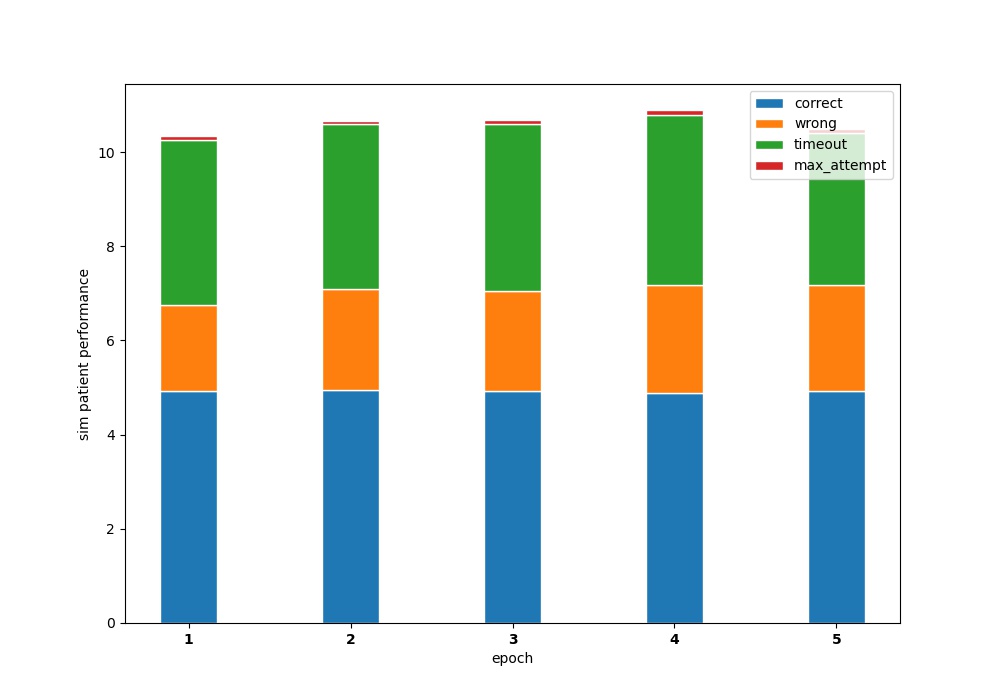 correct
wrong
timeout
max_attempt
10
8
6
4
2
0
sim patient performance
1 2 3 4 5
epoch